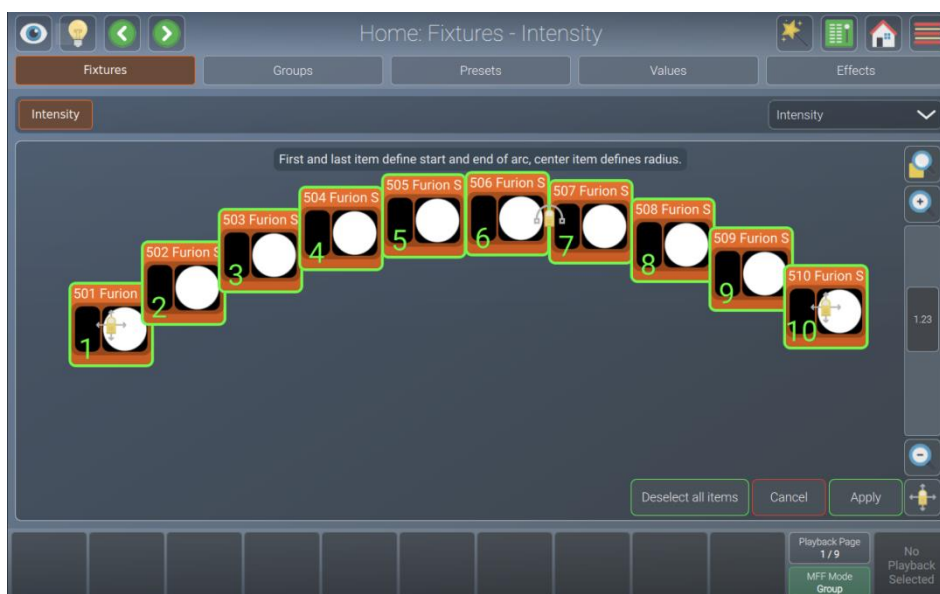 Home: Fixtures - Intensity
Fixtures
Groups
Presets
Values
Effects
Intensity
Intensity
First and last item define start and end of arc, center item defines radius.
501 Furion
1
502 Furion S
2
503 Furion S
3
504 Furion S
4
505 Furion S
5
506 Furion S
6
507 Furion S
7
508 Furion S
8
509 Furion S
9
510 Furion S
10
1.23
Deselect all items
Cancel
Apply
Playback Page
1/9
MFF Mode
Group
No
Playback
Selected